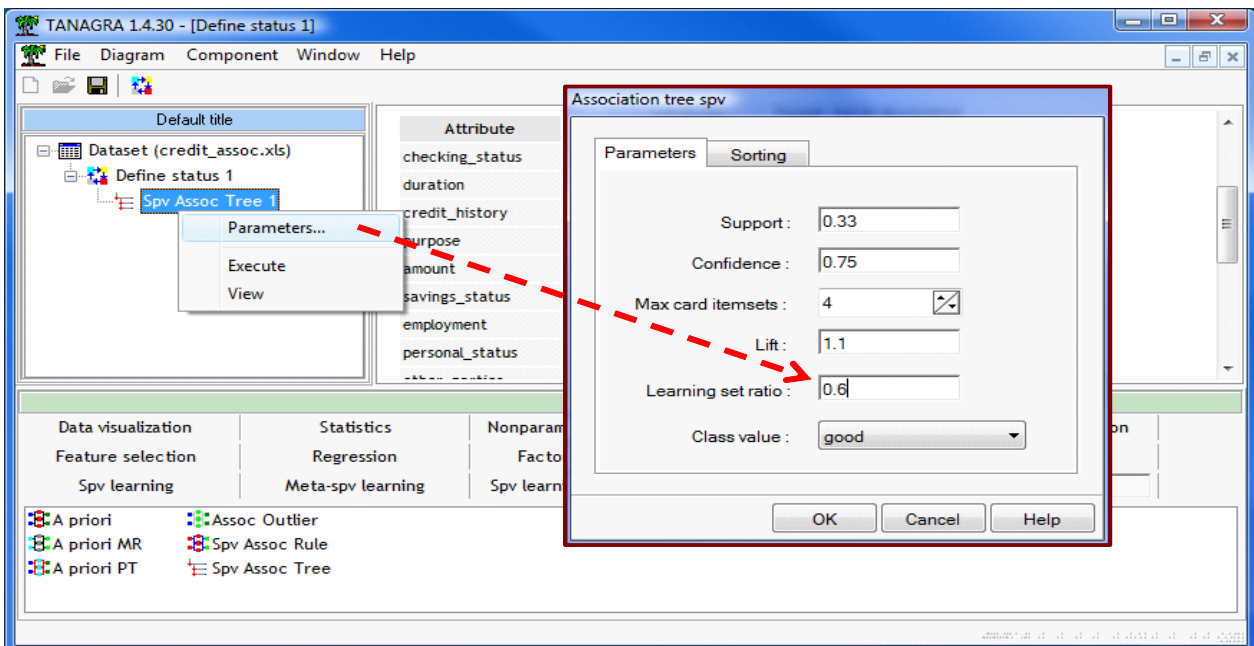 TANAGRA 1.4.30 - [Define status 1]
File Diagram Component Window Help
Default title
Dataset (credit_assoc.xls)
Define status 1
Spv Assoc Tree 1
Parameters...
Execute
View
Attribute
checking_status
duration
credit_history
purpose
amount
savings_status
employment
personal_status
Association tree spv
Parameters Sorting
Support : 0.33
Confidence : 0.75
Max card itemsets : 4
Lift : 1.1
Learning set ratio : 0.6
Class value : good
OK Cancel Help
Data visualization Statistics Nonparam on
Feature selection Regression Facto
Spv learning Meta-spv learning Spv learn
A priori Assoc Outlier
A priori MR Spv Assoc Rule
A priori PT Spv Assoc Tree